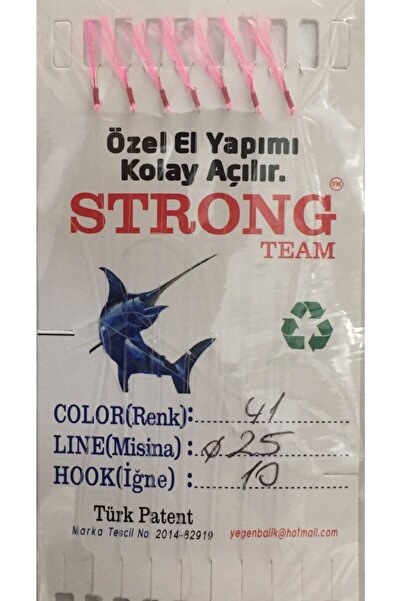 Özel El Yapımı
Kolay Açılır.
STRONG TM
TEAM
COLOR(Renk): 41
LINE(Misina): ø.25
HOOK(İğne): 10
Türk Patent
Marka Tescil No 2014-82919
yegenbalik@hotmail.com